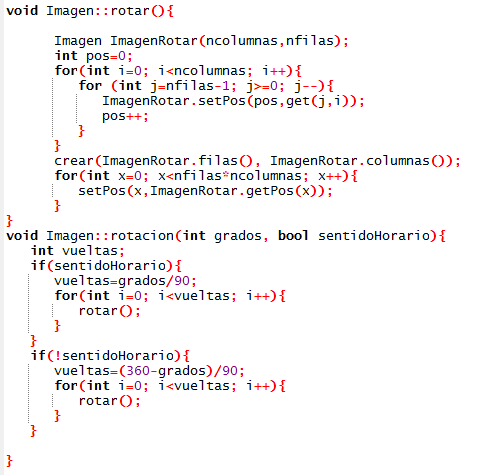 void Imagen::rotar(){
Imagen ImagenRotar(ncolumnas,nfilas);
int pos=0;
for(int i=0; i<ncolumnas; i++){
for (int j=nfilas-1; j>=0; j--){
ImagenRotar.setPos(pos,get(j,i));
pos++;
}
}
crear(ImagenRotar.filas(), ImagenRotar.columnas());
for(int x=0; x<nfilas*ncolumnas; x++){
setPos(x,ImagenRotar.getPos(x));
}
}
void Imagen::rotacion(int grados, bool sentidoHorario){
int vueltas;
if(sentidoHorario){
vueltas=grados/90;
for(int i=0; i<vueltas; i++){
rotar();
}
}
if(!sentidoHorario){
vueltas=(360-grados)/90;
for(int i=0; i<vueltas; i++){
rotar();
}
}
}